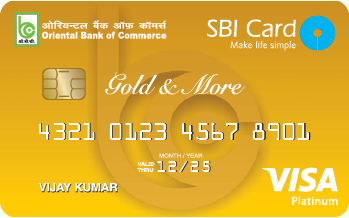 ओरियन्टल बैंक ऑफ़ कॉमर्स
Oriental Bank of Commerce
ओ.बी.सी.
SBI Card
Make life simple
Gold & More
4321 0123 4567 8901
MONTH / YEAR
VALID THRU 12/25
VIJAY KUMAR
VISA
Platinum